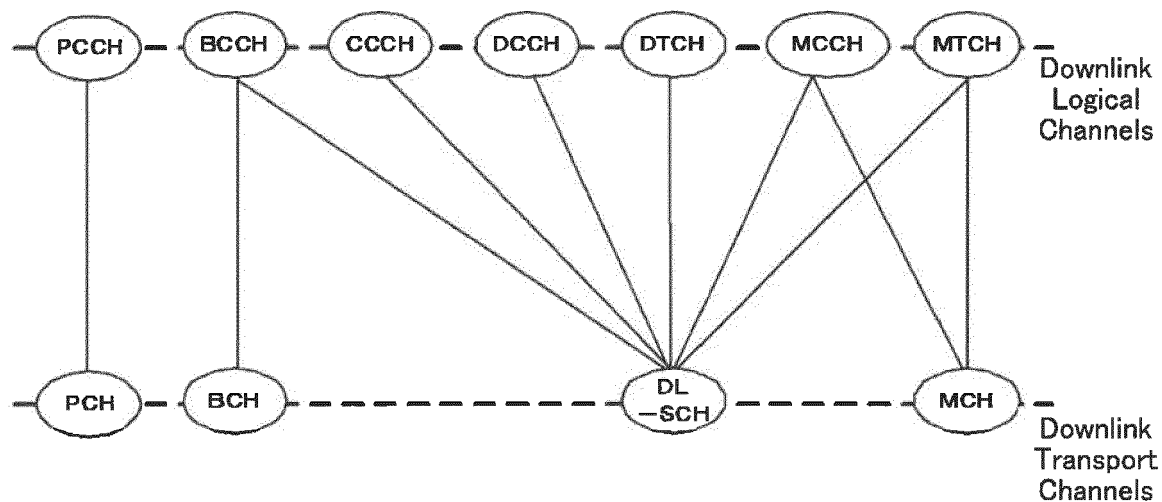 PCCH BCCH CCCH DCCH DTCH MCCH MTCH
Downlink
Logical
Channels
PCH BCH DL MCH
-SCH
Downlink
Transport
Channels